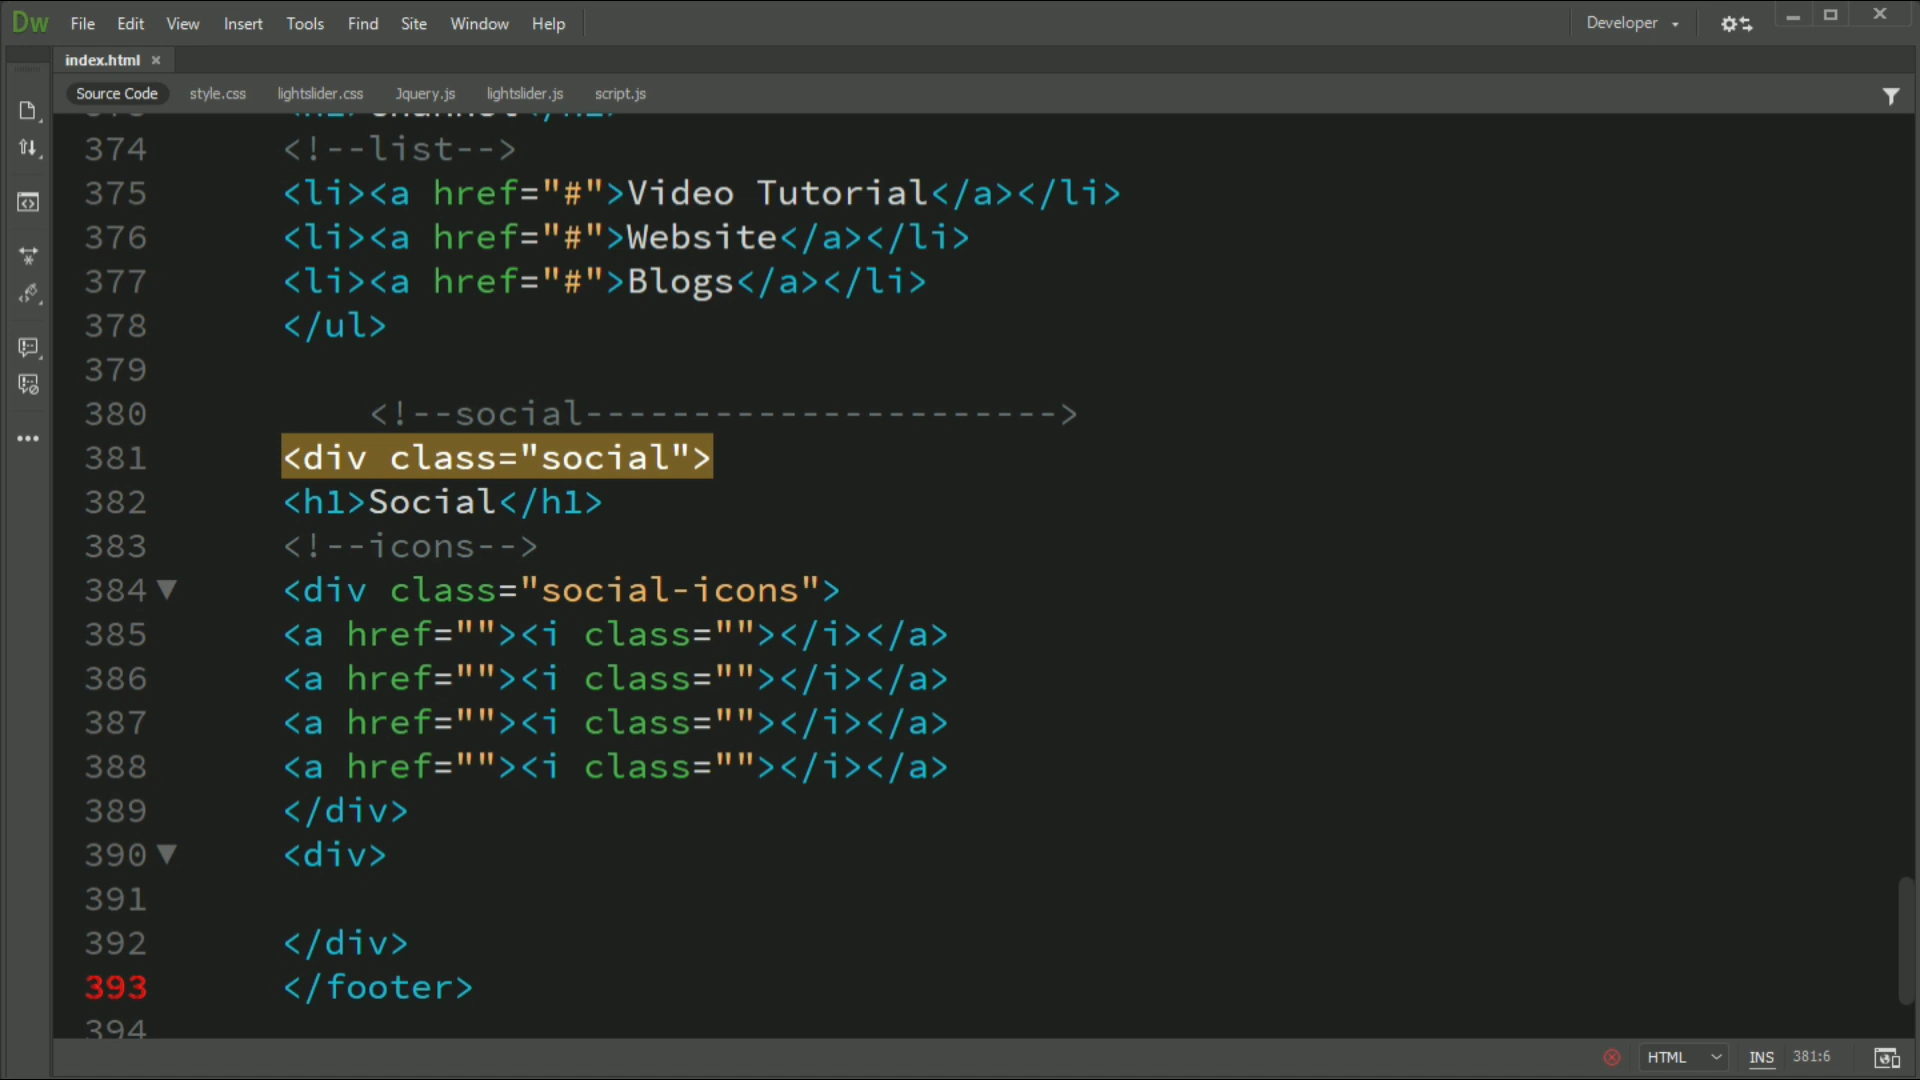 Dw File Edit View Insert Tools Find Site Window Help Developer
index.html ×
Source Code style.css lightslider.css Jquery.js lightslider.js script.js
374 <!--list-->
375 <li><a href="#">Video Tutorial</a></li>
376 <li><a href="#">Website</a></li>
377 <li><a href="#">Blogs</a></li>
378 </ul>
379
380 <!--social---------------------->
381 <div class="social">
382 <h1>Social</h1>
383 <!--icons-->
384 <div class="social-icons">
385 <a href=""><i class=""></i></a>
386 <a href=""><i class=""></i></a>
387 <a href=""><i class=""></i></a>
388 <a href=""><i class=""></i></a>
389 </div>
390 <div>
391
392 </div>
393 </footer>
394
HTML INS 381:6